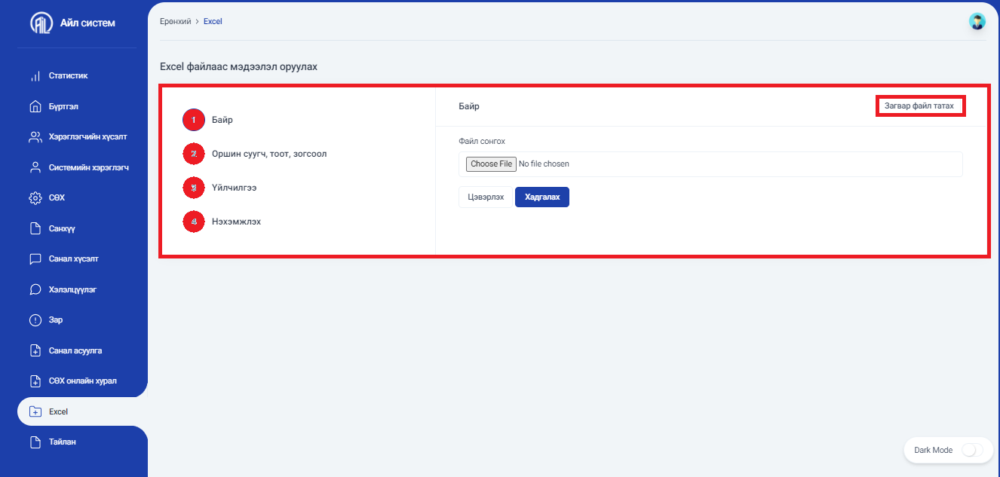 Айл систем
Статистик
Бүртгэл
Хэрэглэгчийн хүсэлт
Системийн хэрэглэгч
СӨХ
Санхүү
Санал хүсэлт
Хэлэлцүүлэг
Зар
Санал асуулга
СӨХ онлайн хурал
Excel
Тайлан
Ерөнхий > Excel
Excel файлаас мэдээлэл оруулах
1 Байр
2 Оршин суугч, тоот, зогсоол
3 Үйлчилгээ
4 Нэхэмжлэх
Байр
Загвар файл татах
Файл сонгох
Choose File No file chosen
Цэвэрлэх Хадгалах
Dark Mode